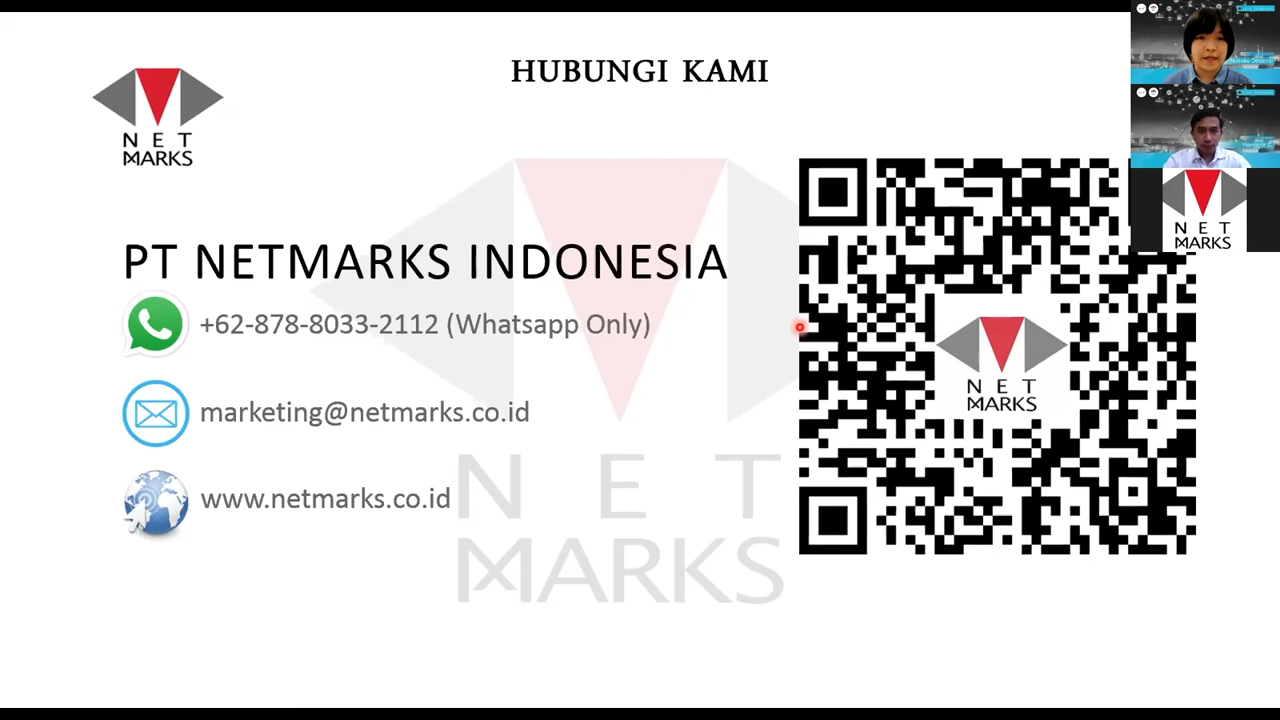 HUBUNGI KAMI
NET
MARKS
PT NETMARKS INDONESIA
+62-878-8033-2112 (Whatsapp Only)
marketing@netmarks.co.id
www.netmarks.co.id
NET
MARKS
NET
MARKS
NET
MARKS